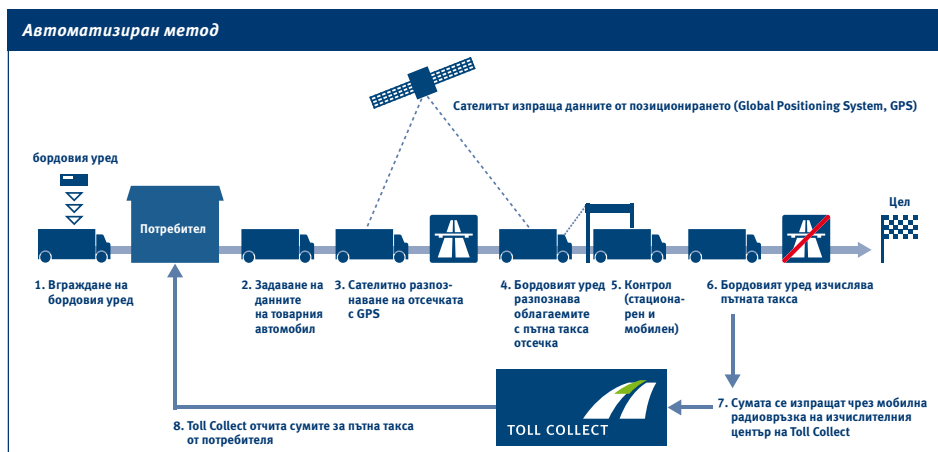 Автоматизиран метод
Сателитът изпраща данните от позиционирането (Global Positioning System, GPS)
бордовия уред
Потребител
Цел
1. Вграждане на
бордовия уред
2. Задаване на
данните
на товарния
автомобил
3. Сателитно разпоз-
наване на отсечката
с GPS
4. Бордовият уред
разпознава
облагаемите
с пътна такса
отсечка
5. Контрол
(стациона-
рен и
мобилен)
6. Бордовият уред изчислява
пътната такса
7. Сумата се изпращат чрез мобилна
радиовръзка на изчислителния
център на Toll Collect
TOLL COLLECT
8. Toll Collect отчита сумите за пътна такса
от потребителя